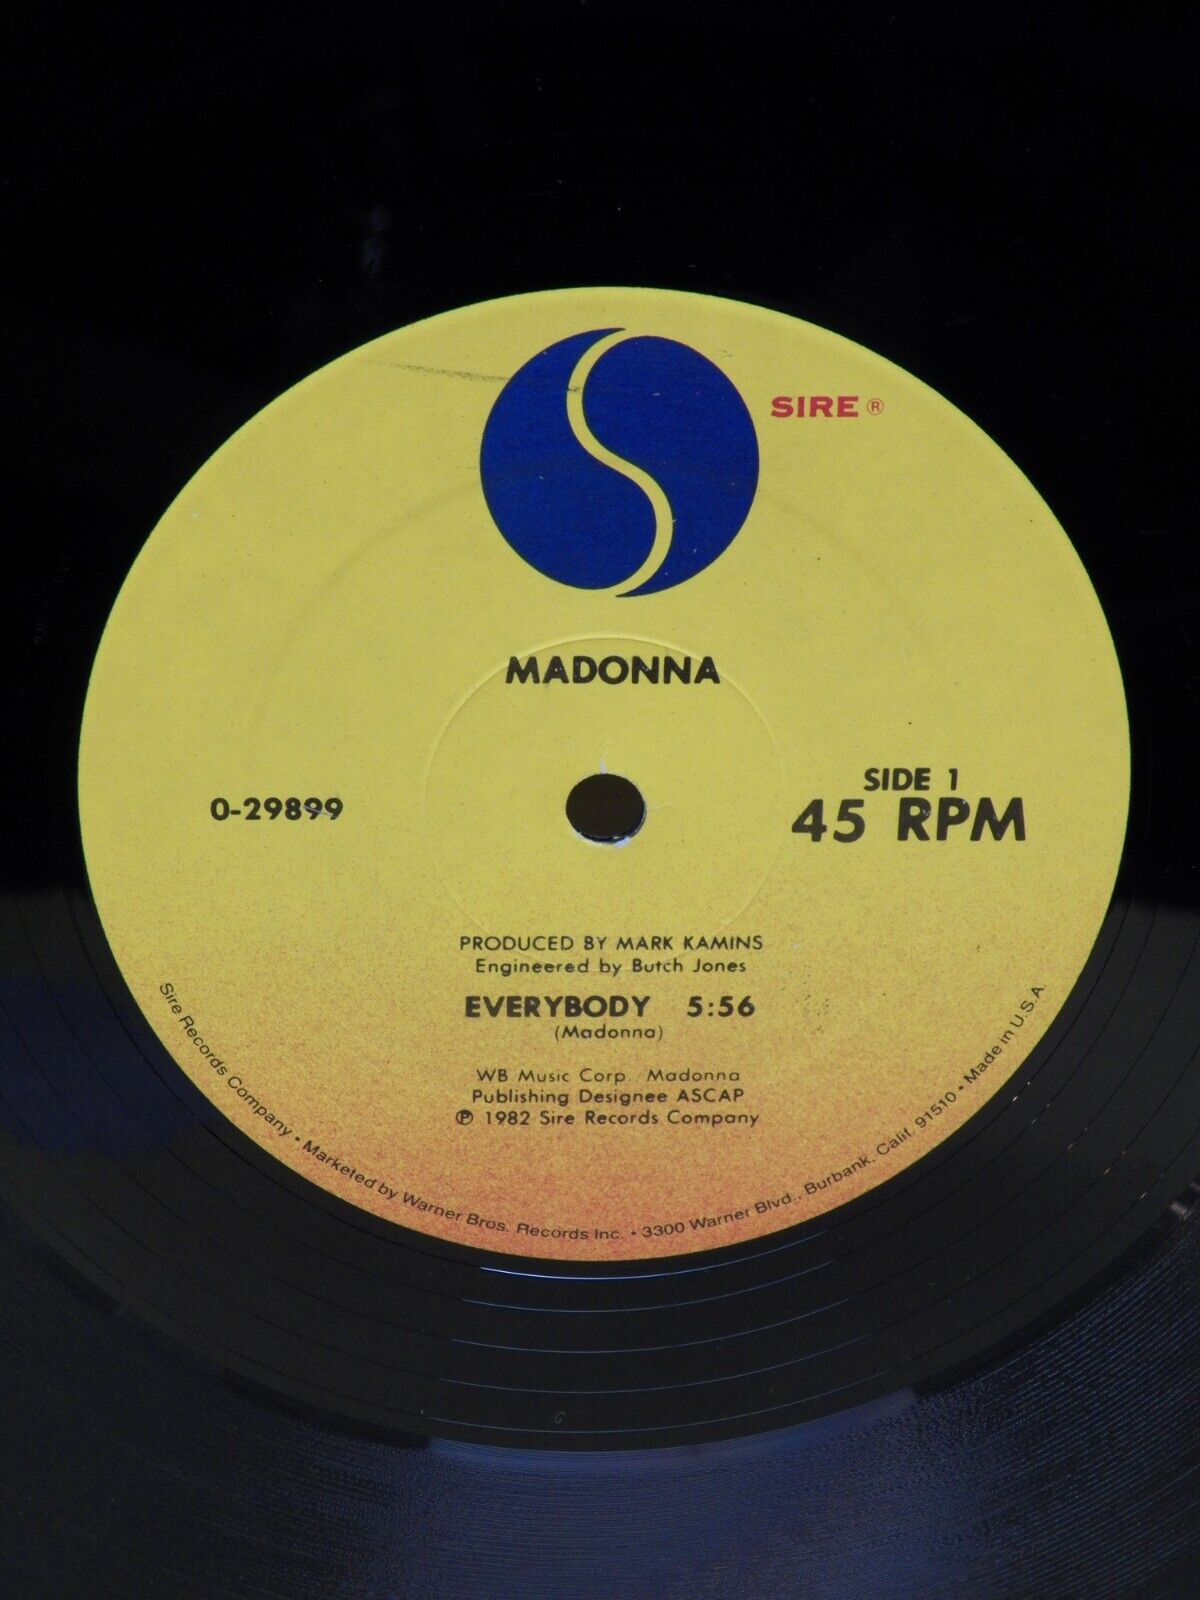 SIRE ®
MADONNA
0-29899
SIDE 1
45 RPM
PRODUCED BY MARK KAMINS
Engineered by Butch Jones
EVERYBODY 5:56
(Madonna)
WB Music Corp. Madonna
Publishing Designee ASCAP
℗ 1982 Sire Records Company
Sire Records Company • Marketed by Warner Bros. Records Inc. • 3300 Warner Blvd., Burbank, Calif. 91510 • Made in U.S.A.
G